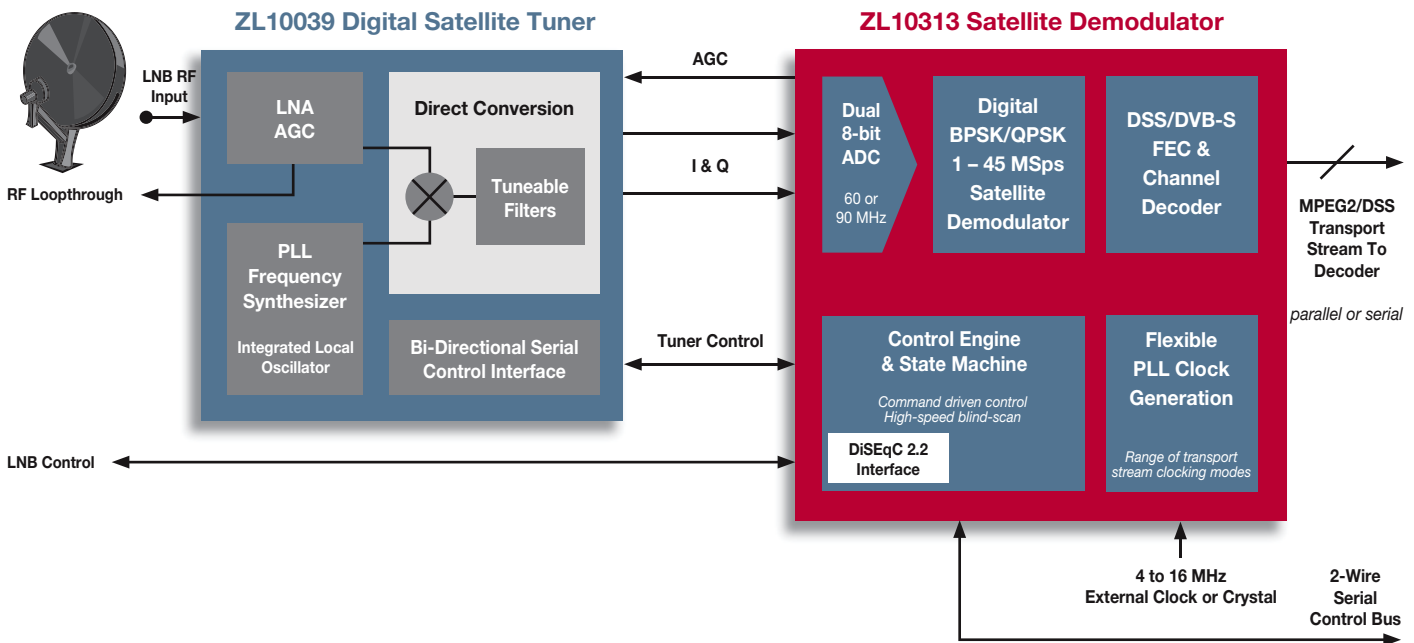 ZL10039 Digital Satellite Tuner
ZL10313 Satellite Demodulator
LNB RF
Input
RF Loopthrough
LNA
AGC
Direct Conversion
Tuneable
Filters
PLL
Frequency
Synthesizer
Integrated Local
Oscillator
Bi-Directional Serial
Control Interface
AGC
I & Q
Tuner Control
LNB Control
Dual
8-bit
ADC
60 or
90 MHz
Digital
BPSK/QPSK
1 – 45 MSps
Satellite
Demodulator
DSS/DVB-S
FEC &
Channel
Decoder
MPEG2/DSS
Transport
Stream To
Decoder
parallel or serial
Control Engine
& State Machine
Command driven control
High-speed blind-scan
DiSEqC 2.2
Interface
Flexible
PLL Clock
Generation
Range of transport
stream clocking modes
4 to 16 MHz
External Clock or Crystal
2-Wire
Serial
Control Bus